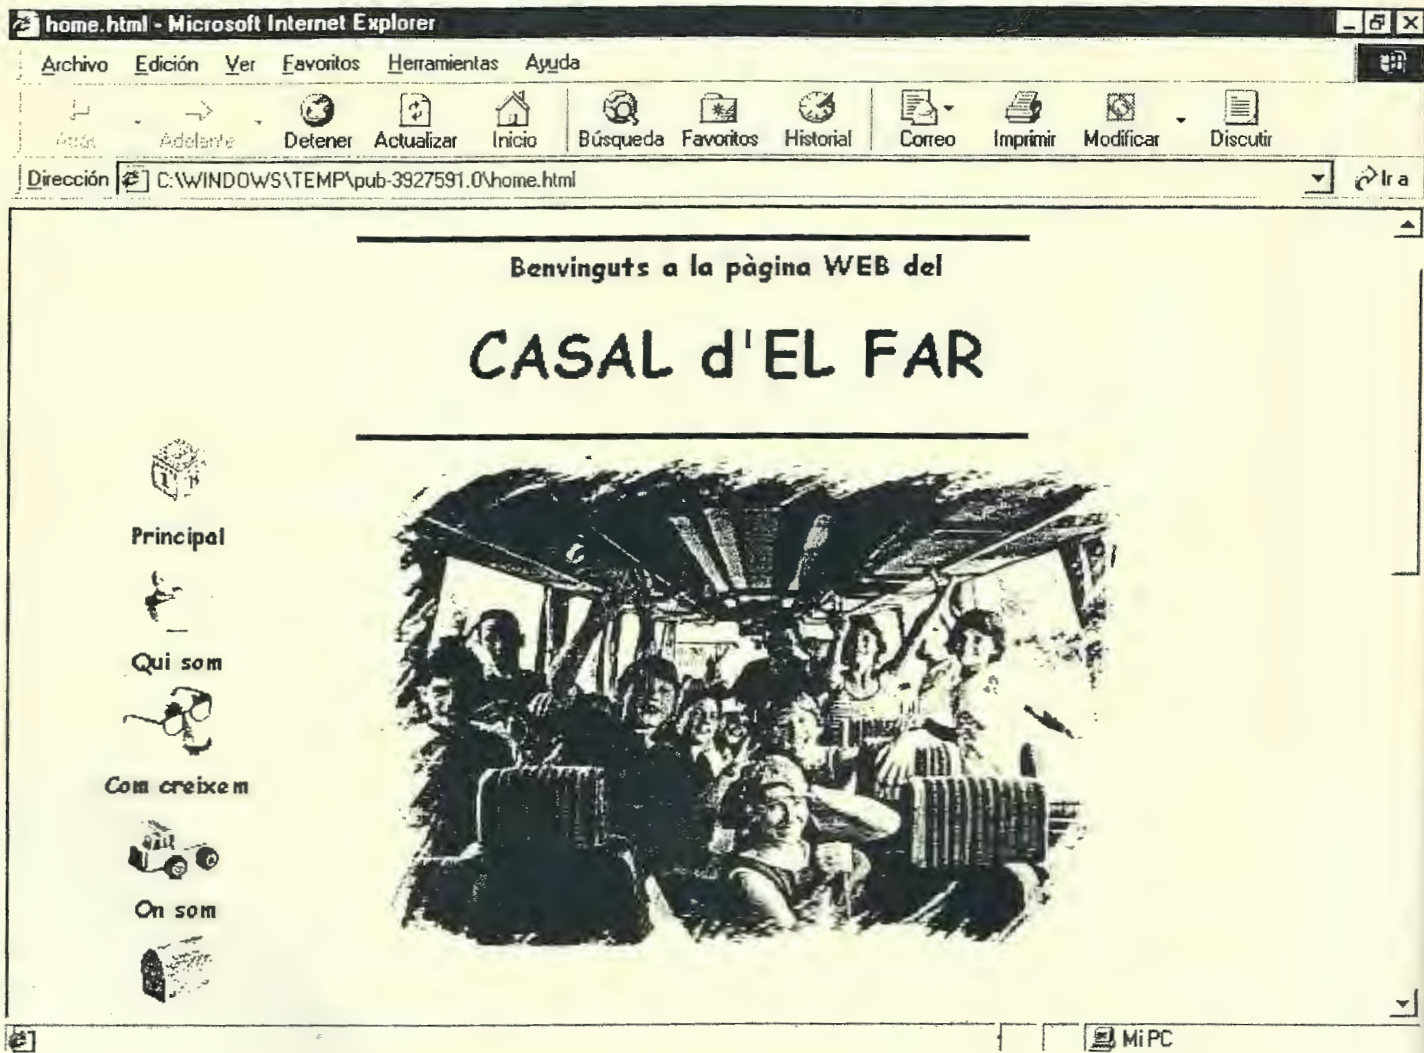 home.html - Microsoft Internet Explorer
Archivo Edición Ver Favoritos Herramientas Ayuda
Atrás Adelante Detener Actualizar Inicio Búsqueda Favoritos Historial Correo Imprimir Modificar Discutir
Dirección C:\WINDOWS\TEMP\pub-3927591.0\home.html Ir a
Benvinguts a la pàgina WEB del
CASAL d'EL FAR
Principal
Qui som
Com creixem
On som
Mi PC